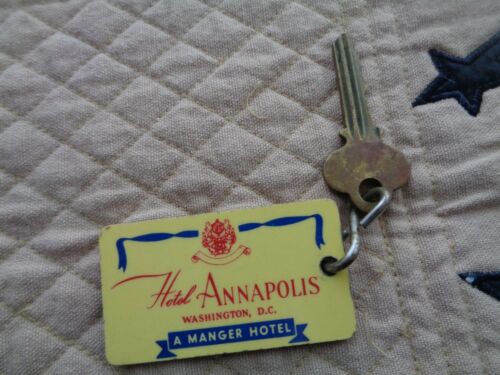 Hotel ANNAPOLIS
WASHINGTON, D.C.
A MANGER HOTEL